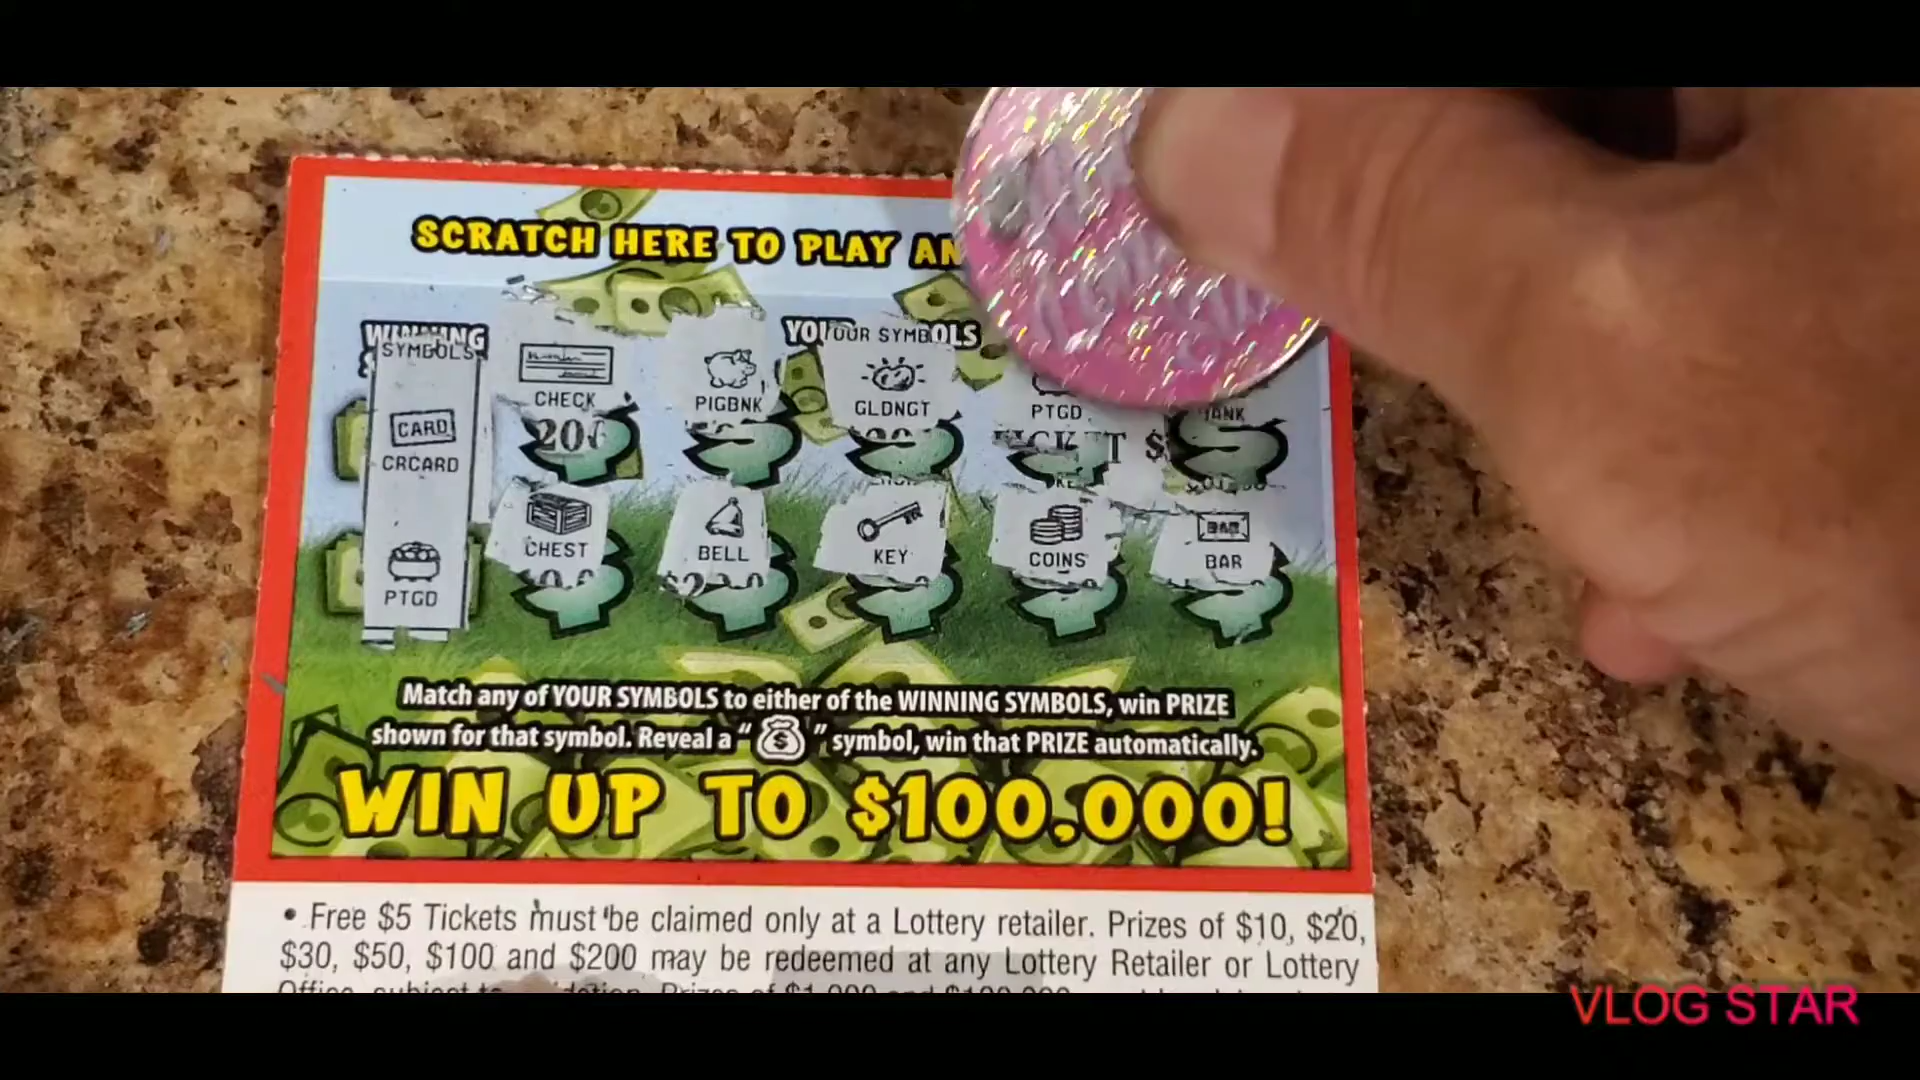 SCRATCH HERE TO PLAY AN
WINNING
SYMBOLS
YOUR SYMBOLS
CARD
CRCARD
PTGD
CHECK
PIGBNK
GLDNGT
PTGD
CHEST
BELL
KEY
COINS
BAR
BAR
Match any of YOUR SYMBOLS to either of the WINNING SYMBOLS, win PRIZE
shown for that symbol. Reveal a “ $ ” symbol, win that PRIZE automatically.
WIN UP TO $100,000!
• Free $5 Tickets must be claimed only at a Lottery retailer. Prizes of $10, $20,
$30, $50, $100 and $200 may be redeemed at any Lottery Retailer or Lottery
VLOG STAR